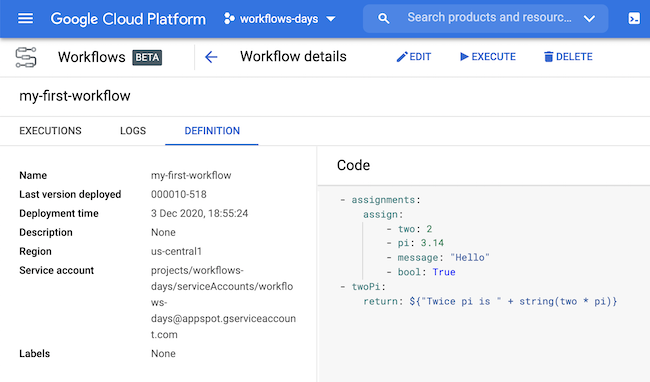 Google Cloud Platform
workflows-days
Search products and resourc...
Workflows BETA
Workflow details
EDIT
EXECUTE
DELETE
my-first-workflow
EXECUTIONS
LOGS
DEFINITION
Name my-first-workflow
Last version deployed 000010-518
Deployment time 3 Dec 2020, 18:55:24
Description None
Region us-central1
Service account projects/workflows-
days/serviceAccounts/workflo
ws-
days@appspot.gserviceaccoun
t.com
Labels None
Code
- assignments:
    assign:
        - two: 2
        - pi: 3.14
        - message: "Hello"
        - bool: True
- twoPi:
    return: ${"Twice pi is " + string(two * pi)}